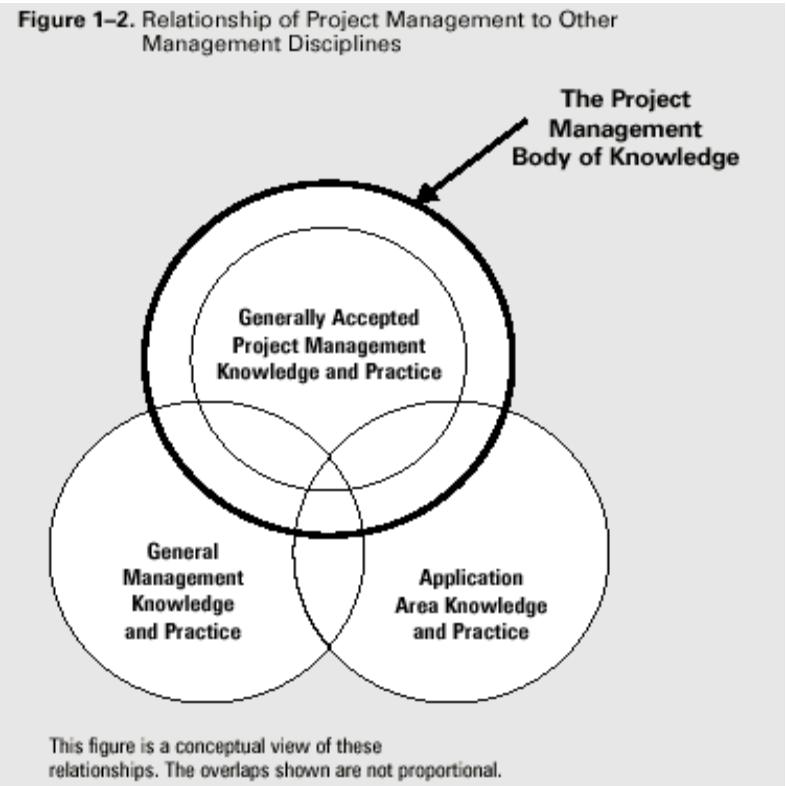 Figure 1–2. Relationship of Project Management to Other
Management Disciplines
The Project
Management
Body of Knowledge
Generally Accepted
Project Management
Knowledge and Practice
General
Management
Knowledge
and Practice
Application
Area Knowledge
and Practice
This figure is a conceptual view of these
relationships. The overlaps shown are not proportional.